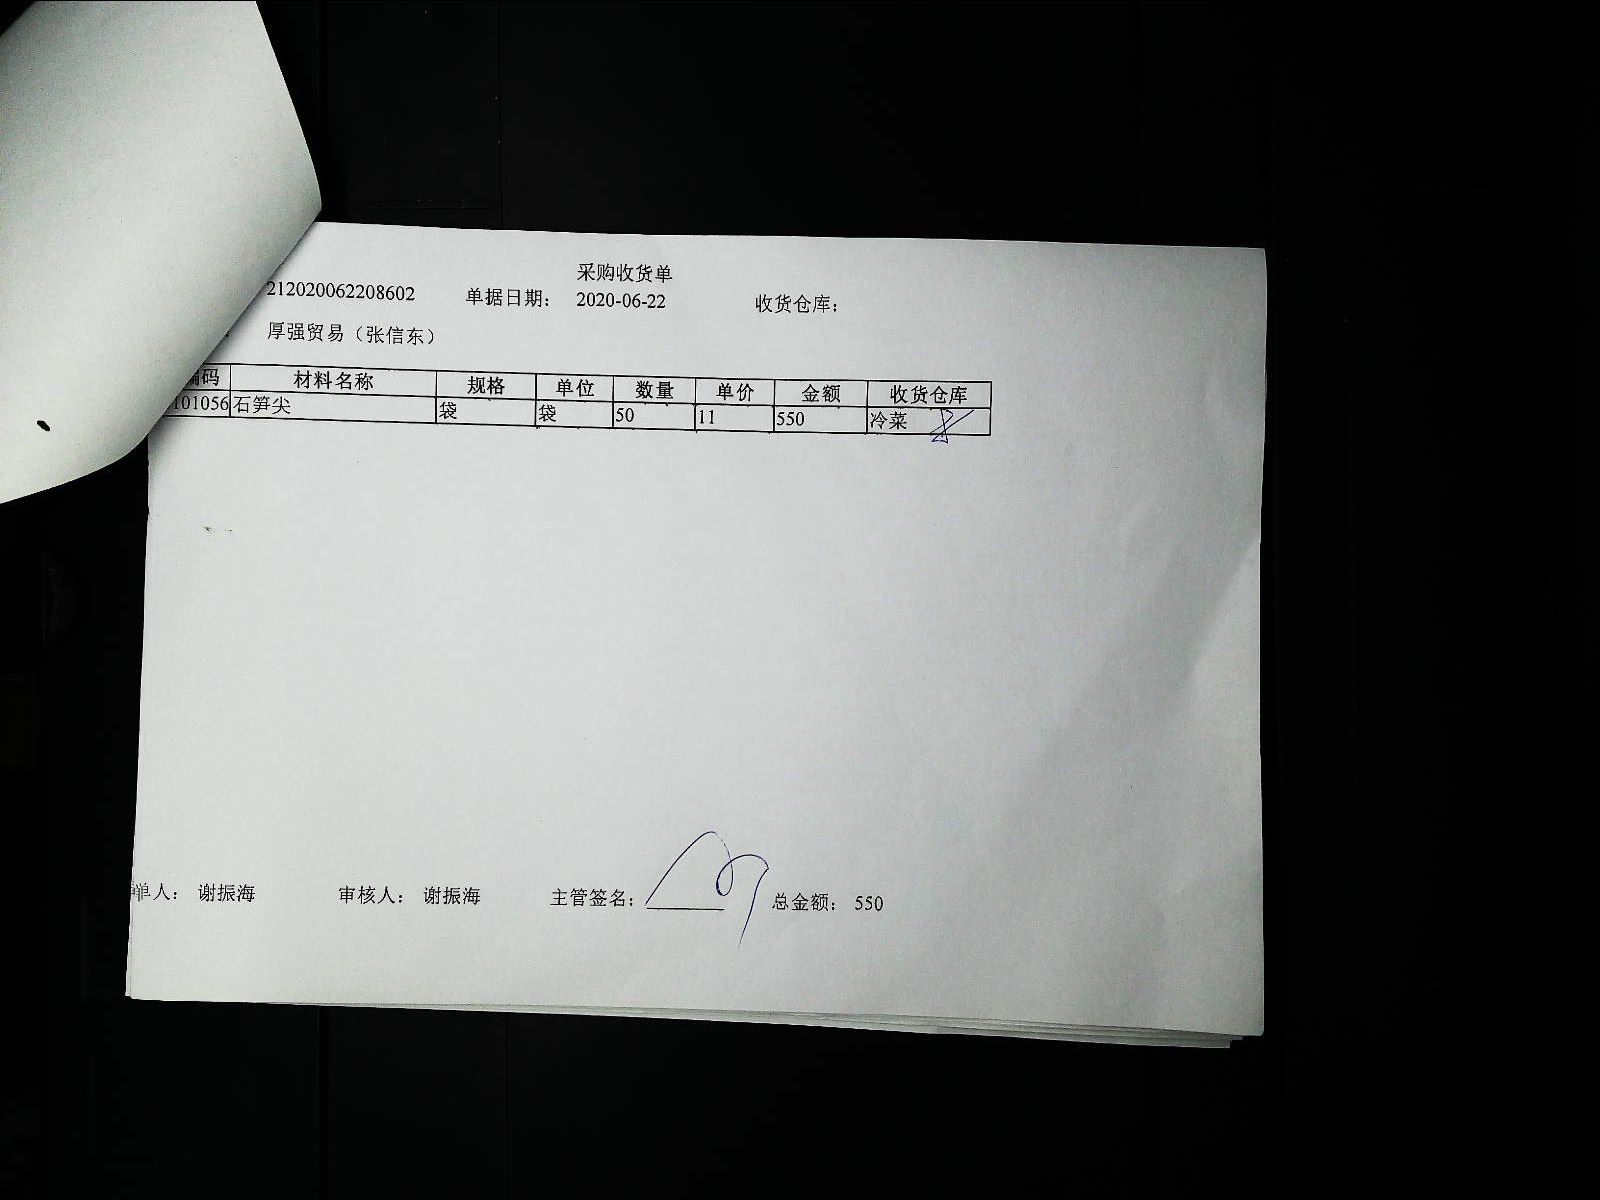 采购收货单
212020062208602 单据日期: 2020-06-22 收货仓库:
厚强贸易（张信东）
编码 材料名称 规格 单位 数量 单价 金额 收货仓库
101056 石笋尖 袋 袋 50 11 550 冷菜
单人: 谢振海 审核人: 谢振海 主管签名: 总金额: 550